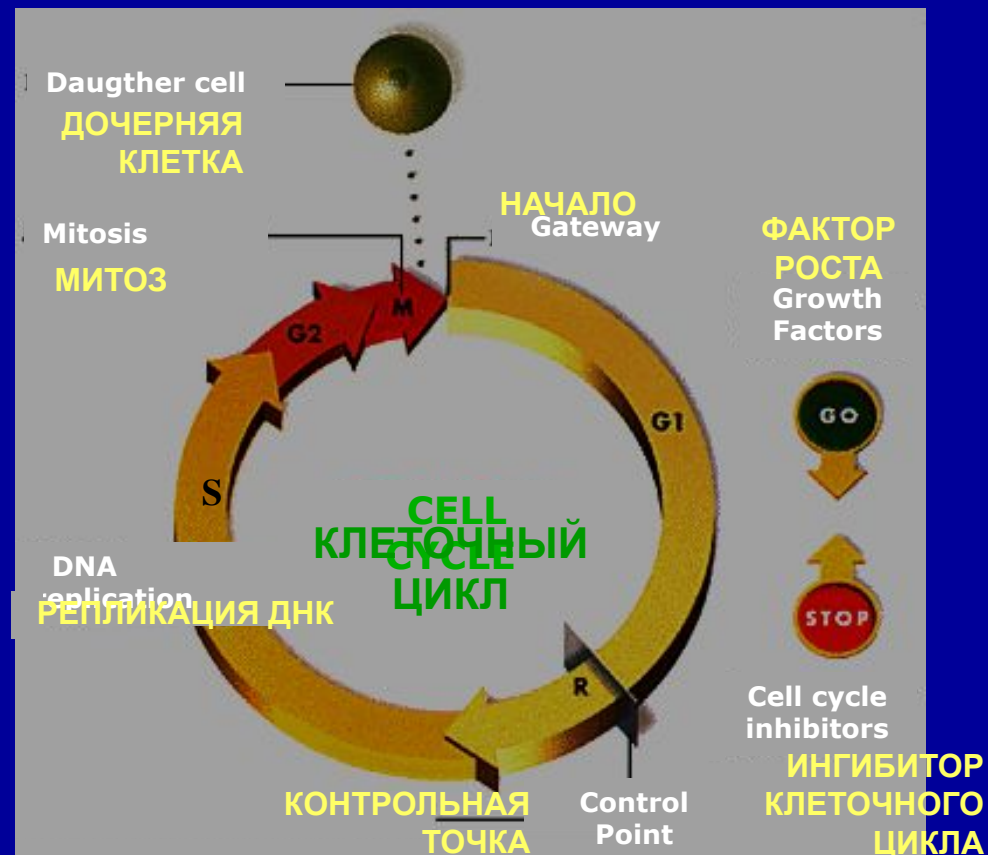 Daugther cell
ДОЧЕРНЯЯ
КЛЕТКА
НАЧАЛО
Gateway
Mitosis
МИТОЗ
ФАКТОР
РОСТА
Growth
Factors
M
G2
G1
GO
S
CELL
CYCLE
КЛЕТОЧНЫЙ
ЦИКЛ
DNA
eplication
РЕПЛИКАЦИЯ ДНК
STOP
R
Cell cycle
inhibitors
ИНГИБИТОР
КЛЕТОЧНОГО
ЦИКЛА
КОНТРОЛЬНАЯ
ТОЧКА
Control
Point